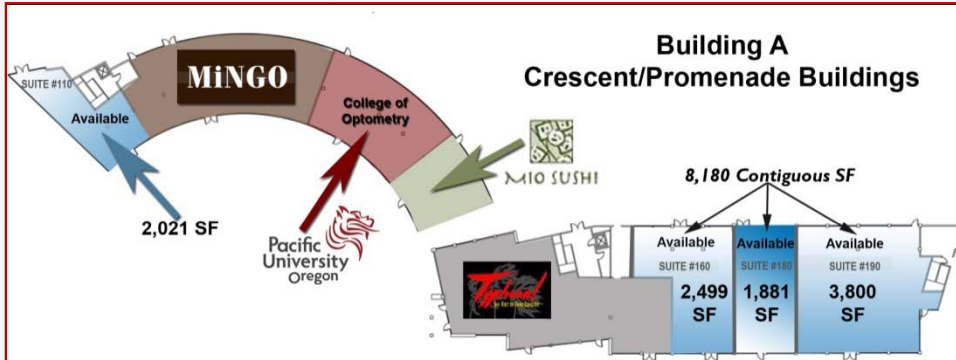 Building A
Crescent/Promenade Buildings
SUITE #110
Available
2,021 SF
MiNGO
College of
Optometry
Pacific
University
Oregon
MIO SUSHI
8,180 Contiguous SF
Available
SUITE #160
2,499
SF
Available
SUITE #180
1,881
SF
Available
SUITE #190
3,800
SF
Typhoon!